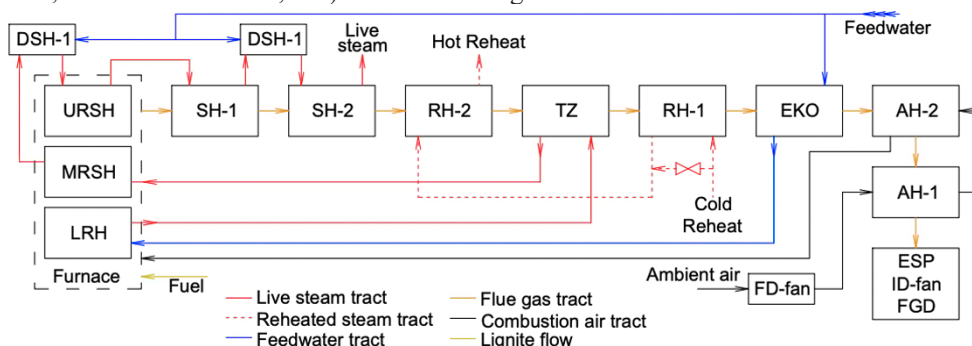 DSH-1
DSH-1
Live
steam
Hot Reheat
Feedwater
URSH
SH-1
SH-2
RH-2
TZ
RH-1
EKO
AH-2
MRSH
AH-1
LRH
Cold
Reheat
Furnace
Fuel
Ambient air
FD-fan
ESP
ID-fan
FGD
Live steam tract
Flue gas tract
Reheated steam tract
Combustion air tract
Feedwater tract
Lignite flow